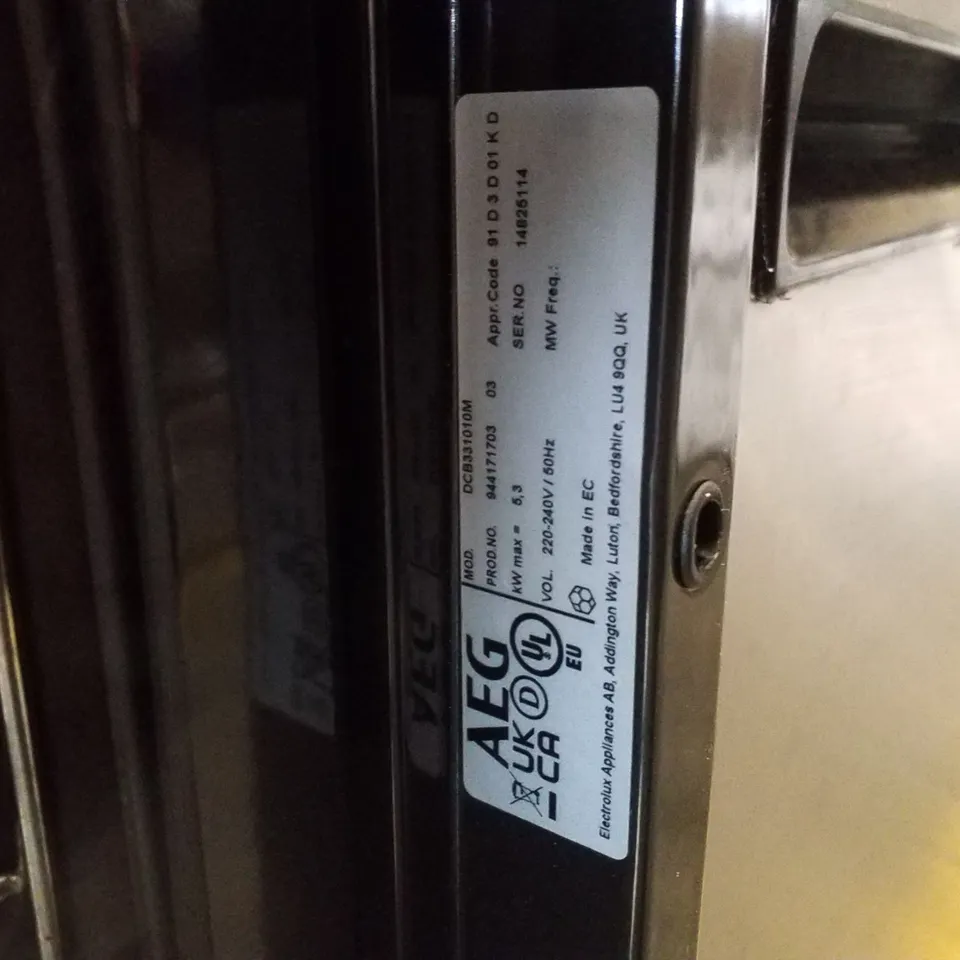 AEG
UK
CA
D
UL
EU
MOD. DCB331010M
PROD.NO. 944171703 03 Appr.Code 91 D 3 D 01 K D
kW max = 5,3 SER.NO 14825114
VOL. 220-240V / 50Hz MW Freq.:
Made in EC
Electrolux Appliances AB, Addington Way, Luton, Bedfordshire, LU4 9QQ, UK